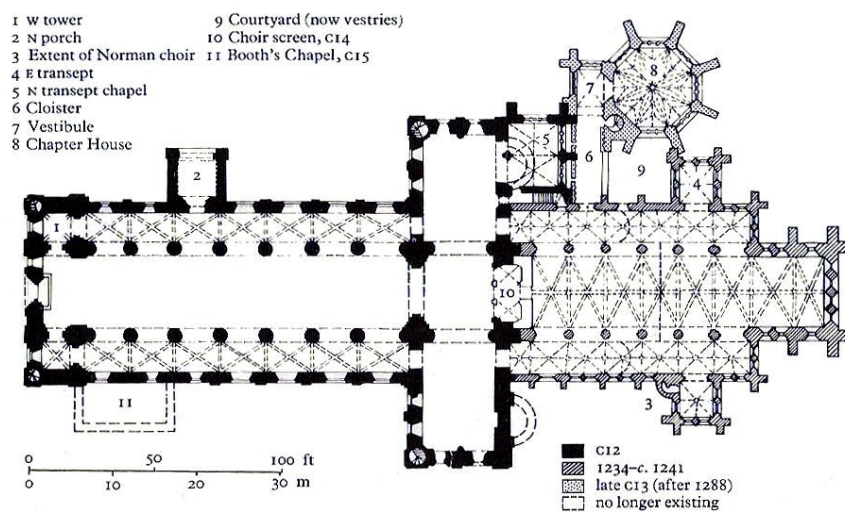 1 W tower
2 N porch
3 Extent of Norman choir
4 E transept
5 N transept chapel
6 Cloister
7 Vestibule
8 Chapter House
9 Courtyard (now vestries)
10 Choir screen, C14
11 Booth's Chapel, C15
8
7
5
2
6
9
4
1
10
11
3
0 50 100 ft
0 10 20 30 m
C12
1234–c. 1241
late C13 (after 1288)
no longer existing